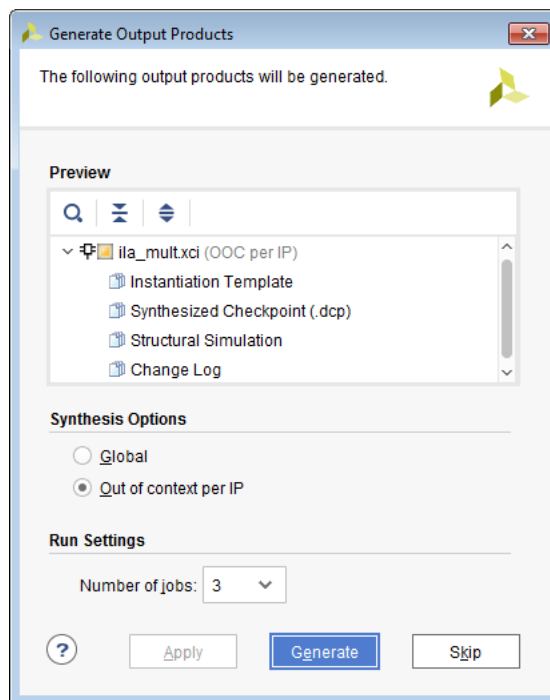 Generate Output Products
The following output products will be generated.
Preview
ila_mult.xci (OOC per IP)
Instantiation Template
Synthesized Checkpoint (.dcp)
Structural Simulation
Change Log
Synthesis Options
Global
Out of context per IP
Run Settings
Number of jobs: 3
? Apply Generate Skip